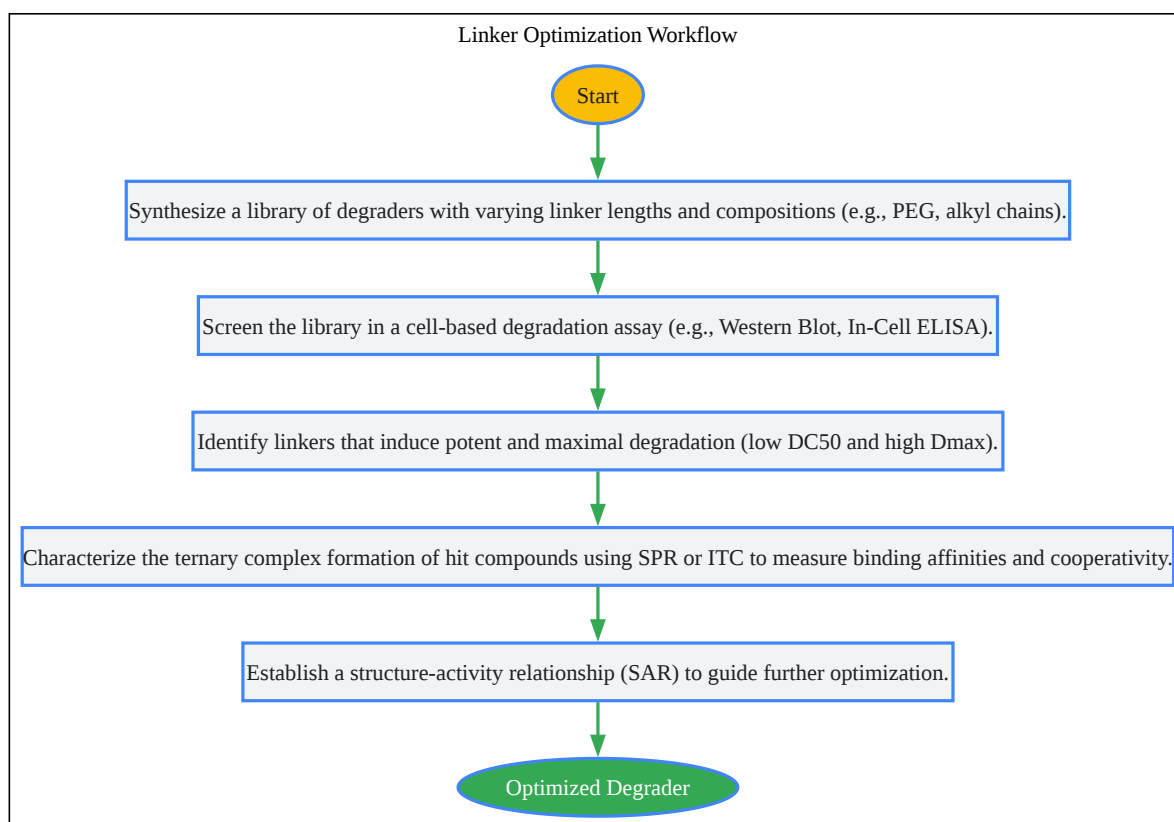 Linker Optimization Workflow
Start
Synthesize a library of degraders with varying linker lengths and compositions (e.g., PEG, alkyl chains).
Screen the library in a cell-based degradation assay (e.g., Western Blot, In-Cell ELISA).
Identify linkers that induce potent and maximal degradation (low DC50 and high Dmax).
Characterize the ternary complex formation of hit compounds using SPR or ITC to measure binding affinities and cooperativity.
Establish a structure-activity relationship (SAR) to guide further optimization.
Optimized Degrader